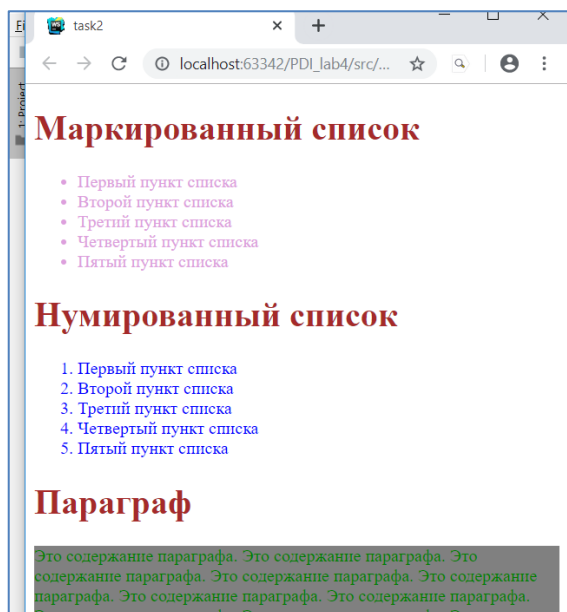 task2
localhost:63342/PDI_lab4/src/...
1: Project
Маркированный список
• Первый пункт списка
• Второй пункт списка
• Третий пункт списка
• Четвертый пункт списка
• Пятый пункт списка
Нумированный список
1. Первый пункт списка
2. Второй пункт списка
3. Третий пункт списка
4. Четвертый пункт списка
5. Пятый пункт списка
Параграф
Это содержание параграфа. Это содержание параграфа. Это
содержание параграфа. Это содержание параграфа. Это содержание
параграфа. Это содержание параграфа. Это содержание параграфа.